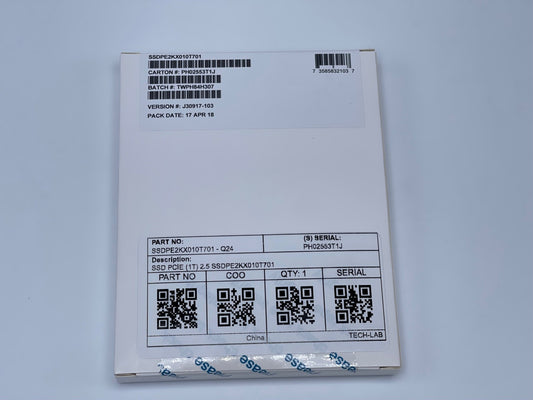 SSDPE2KX010T701
CARTON #: PH02553T1J
BATCH #: TWPH84H307
VERSION #: J30917-103
PACK DATE: 17 APR 18
7 35858 32103 7
PART NO:
SSDPE2KX010T701 - Q24
(S) SERIAL:
PH02553T1J
Description:
SSD PCIE (1T) 2.5 SSDPE2KX010T701
PART NO COO QTY: 1 SERIAL
China TECH-LAB